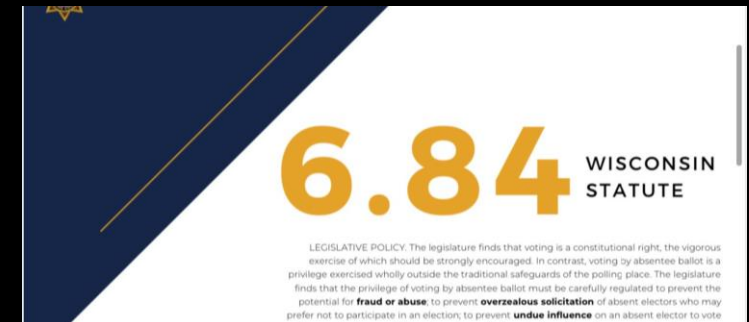 6.84
WISCONSIN
STATUTE
LEGISLATIVE POLICY. The legislature finds that voting is a constitutional right, the vigorous
exercise of which should be strongly encouraged. In contrast, voting by absentee ballot is a
privilege exercised wholly outside the traditional safeguards of the polling place. The legislature
finds that the privilege of voting by absentee ballot must be carefully regulated to prevent the
potential for fraud or abuse; to prevent overzealous solicitation of absent electors who may
prefer not to participate in an election; to prevent undue influence on an absent elector to vote